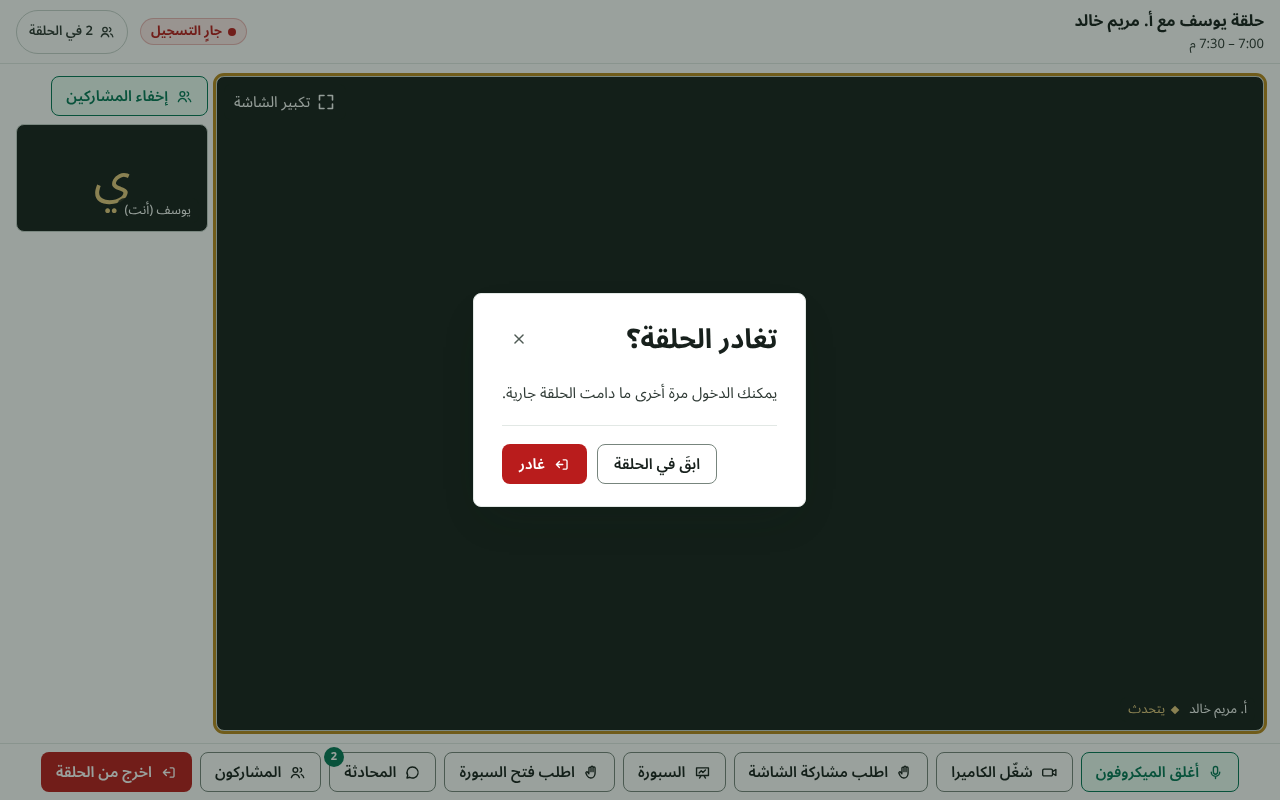 حلقة يوسف مع أ. مريم خالد
7:00 – 7:30 م
جارٍ التسجيل
2 في الحلقة
تكبير الشاشة
إخفاء المشاركين
ي
يوسف (أنت)
تغادر الحلقة؟
يمكنك الدخول مرة أخرى ما دامت الحلقة جارية.
ابقَ في الحلقة
غادر
أ. مريم خالد ◆ يتحدث
أغلق الميكروفون
شغّل الكاميرا
اطلب مشاركة الشاشة
السبورة
اطلب فتح السبورة
المحادثة
2
المشاركون
اخرج من الحلقة